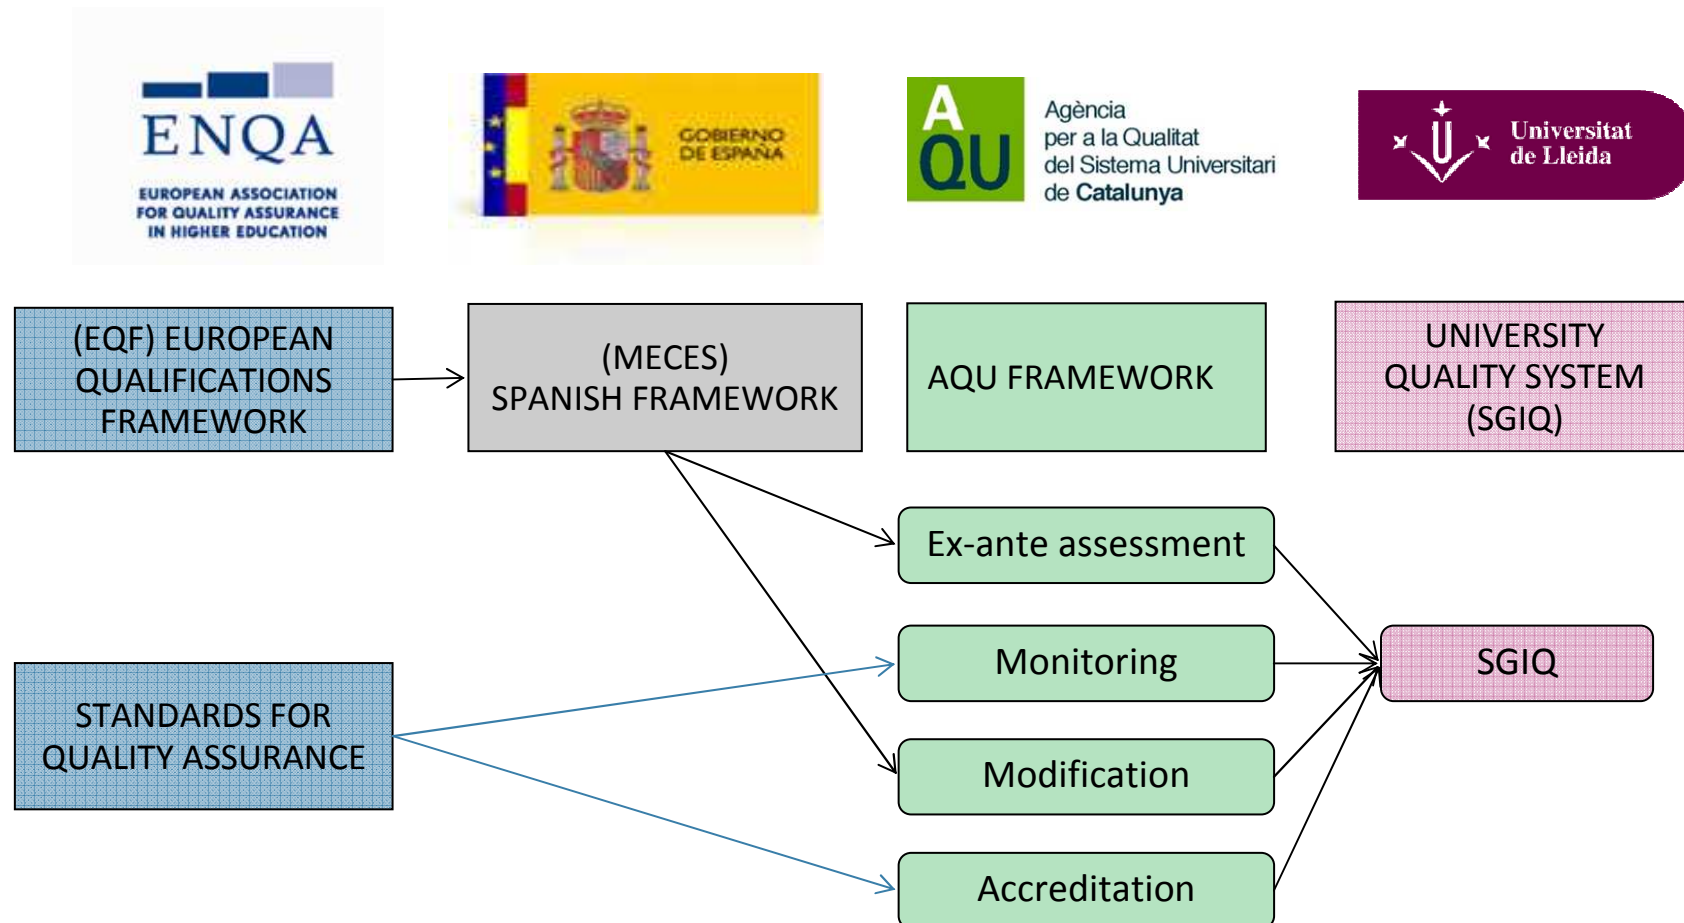 ENQA
EUROPEAN ASSOCIATION
FOR QUALITY ASSURANCE
IN HIGHER EDUCATION
GOBIERNO
DE ESPAÑA
AQU
Agència
per a la Qualitat
del Sistema Universitari
de Catalunya
Universitat
de Lleida
(EQF) EUROPEAN
QUALIFICATIONS
FRAMEWORK
(MECES)
SPANISH FRAMEWORK
AQU FRAMEWORK
UNIVERSITY
QUALITY SYSTEM
(SGIQ)
Ex-ante assessment
Monitoring
SGIQ
STANDARDS FOR
QUALITY ASSURANCE
Modification
Accreditation